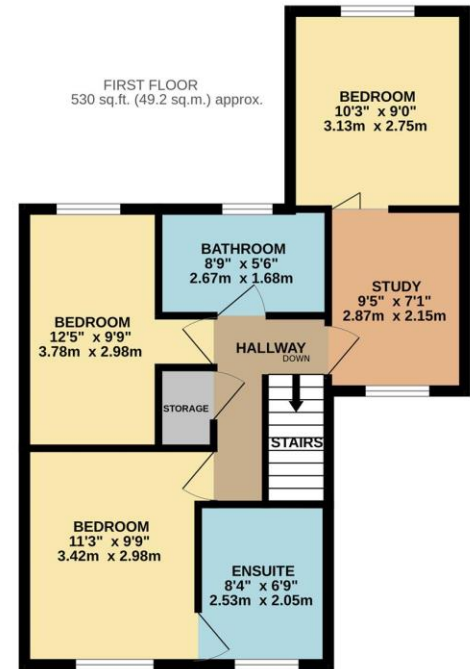 FIRST FLOOR
530 sq.ft. (49.2 sq.m.) approx.
BEDROOM
10'3" x 9'0"
3.13m x 2.75m
BATHROOM
8'9" x 5'6"
2.67m x 1.68m
STUDY
9'5" x 7'1"
2.87m x 2.15m
BEDROOM
12'5" x 9'9"
3.78m x 2.98m
HALLWAY
DOWN
STORAGE
STAIRS
BEDROOM
11'3" x 9'9"
3.42m x 2.98m
ENSUITE
8'4" x 6'9"
2.53m x 2.05m